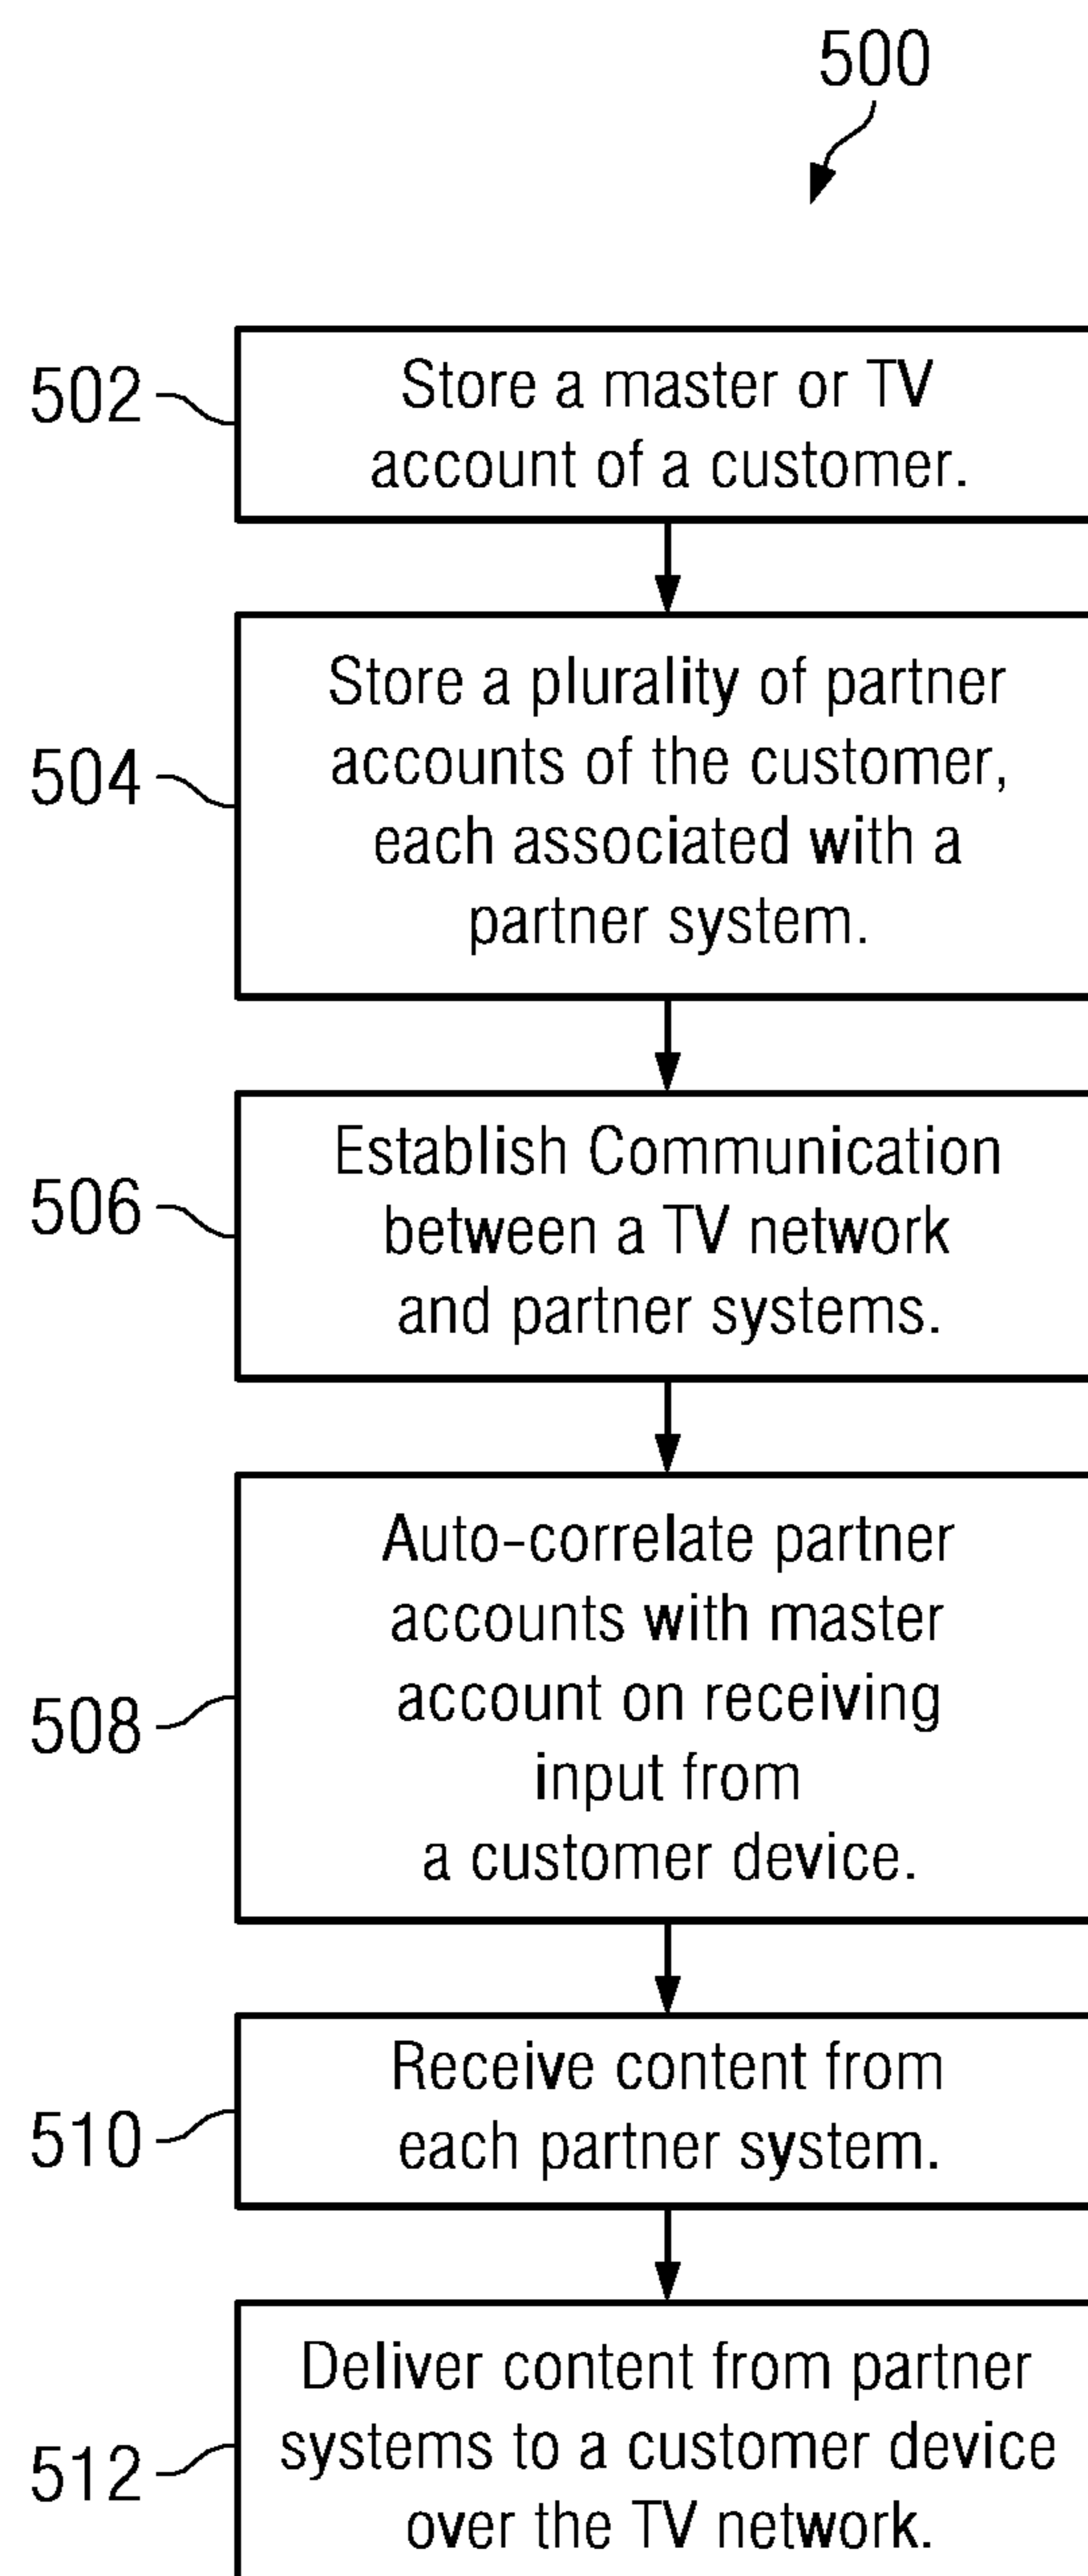 500
502
Store a master or TV
account of a customer.
504
Store a plurality of partner
accounts of the customer,
each associated with a
partner system.
506
Establish Communication
between a TV network
and partner systems.
508
Auto-correlate partner
accounts with master
account on receiving
input from
a customer device.
510
Receive content from
each partner system.
512
Deliver content from partner
systems to a customer device
over the TV network.